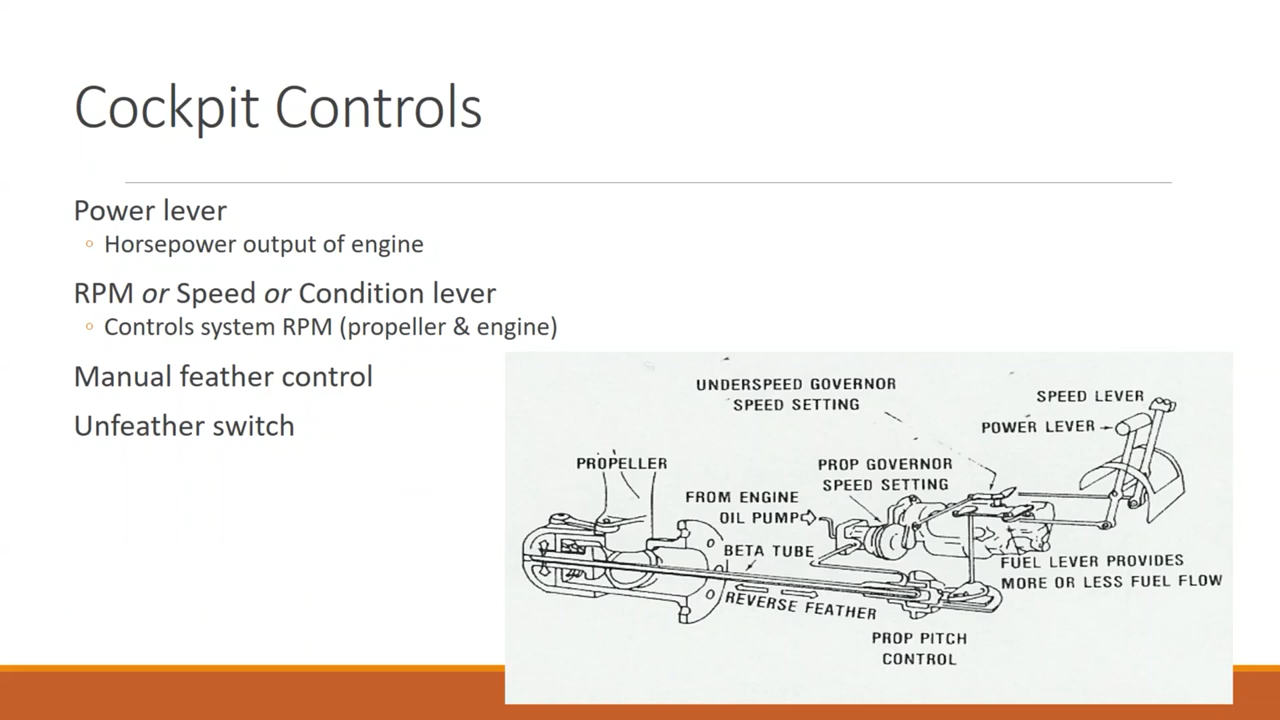 Cockpit Controls
Power lever
Horsepower output of engine
RPM or Speed or Condition lever
Controls system RPM (propeller & engine)
Manual feather control
Unfeather switch
UNDERSPEED GOVERNOR
SPEED SETTING
SPEED LEVER
POWER LEVER
PROPELLER
PROP GOVERNOR
SPEED SETTING
FROM ENGINE
OIL PUMP
BETA TUBE
FUEL LEVER PROVIDES
MORE OR LESS FUEL FLOW
REVERSE FEATHER
PROP PITCH
CONTROL